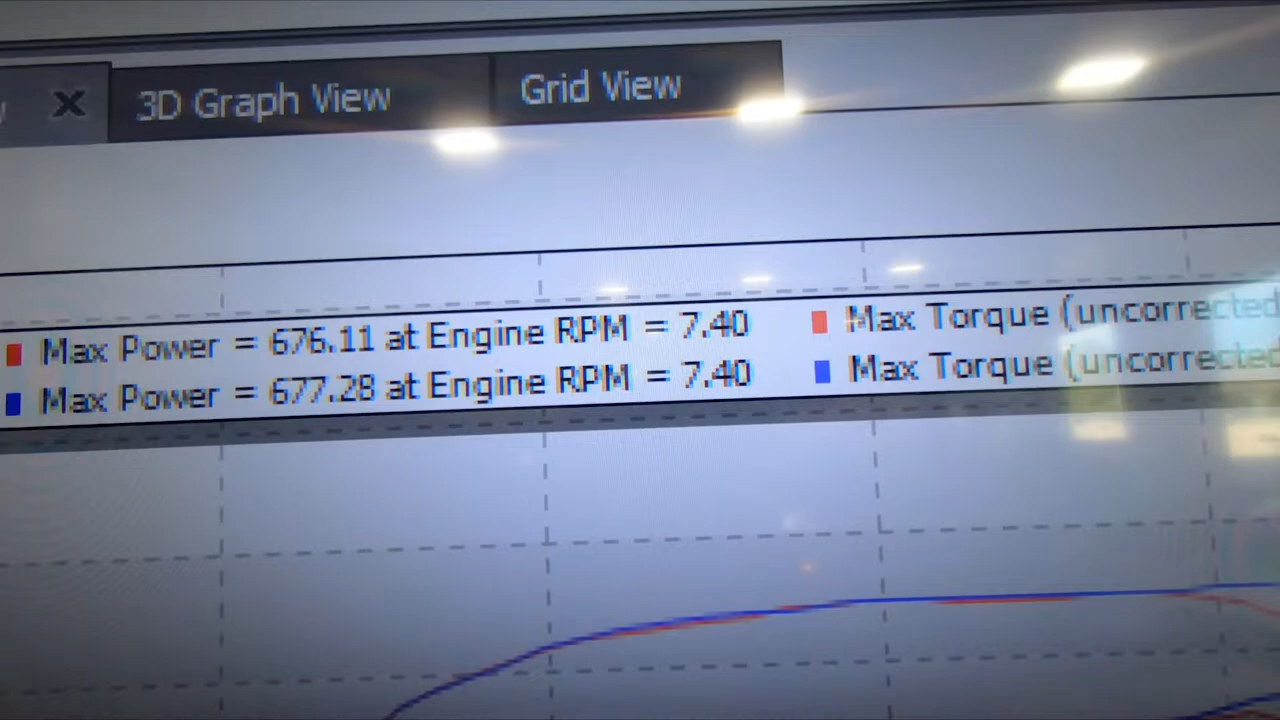 3D Graph View
Grid View
Max Power = 676.11 at Engine RPM = 7.40
Max Torque (uncorrected
Max Power = 677.28 at Engine RPM = 7.40
Max Torque (uncorrected